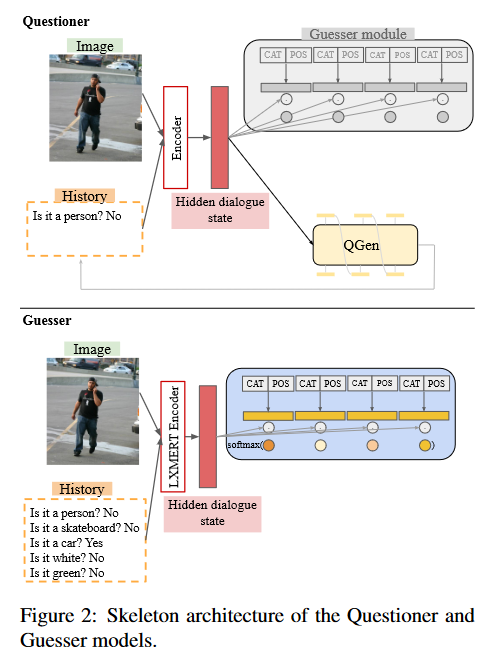 Questioner
Image
Guesser module
CAT POS CAT POS CAT POS CAT POS
Encoder
History
Is it a person? No
Hidden dialogue
state
QGen
Guesser
Image
CAT POS CAT POS CAT POS CAT POS
LXMERT Encoder
softmax( )
History
Is it a person? No
Is it a skateboard? No
Is it a car? Yes
Is it white? No
Is it green? No
Hidden dialogue
state
Figure 2: Skeleton architecture of the Questioner and
Guesser models.